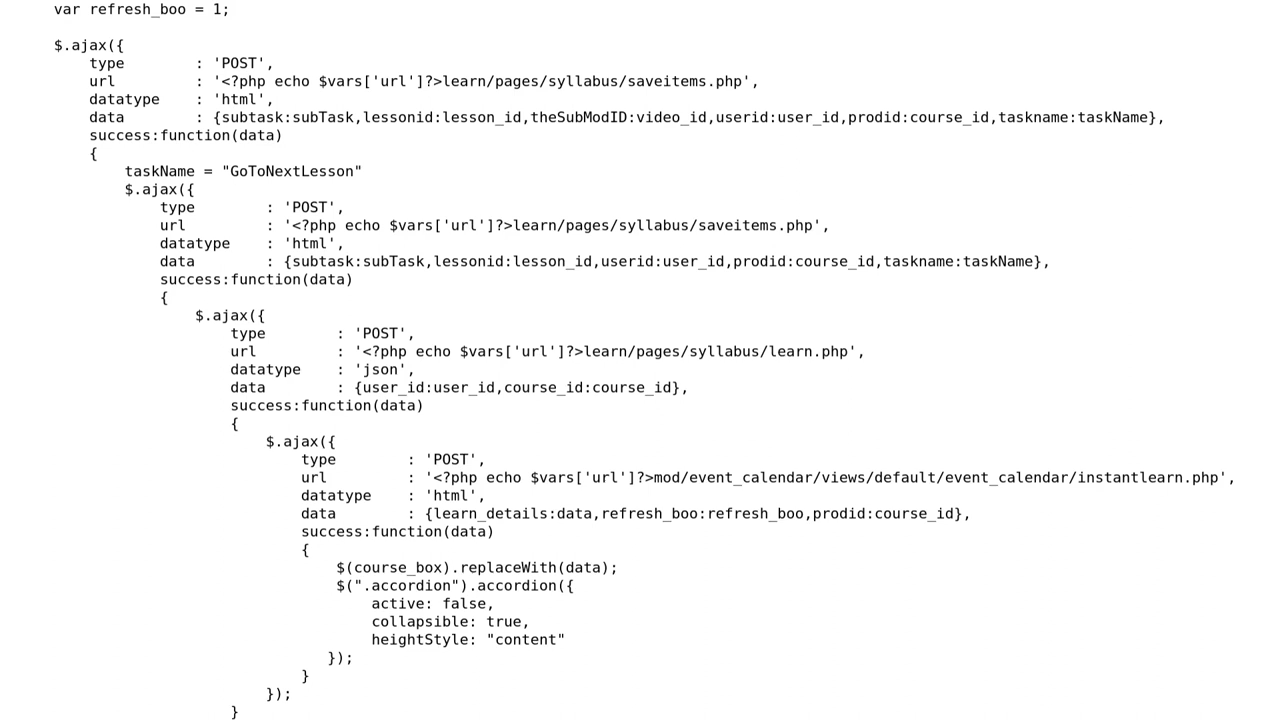 var refresh_boo = 1;
$.ajax({
type : 'POST',
url : '<?php echo $vars['url']?>learn/pages/syllabus/saveitems.php',
datatype : 'html',
data : {subtask:subTask,lessonid:lesson_id,theSubModID:video_id,userid:user_id,prodid:course_id,taskname:taskName},
success:function(data)
{
taskName = "GoToNextLesson"
$.ajax({
type : 'POST',
url : '<?php echo $vars['url']?>learn/pages/syllabus/saveitems.php',
datatype : 'html',
data : {subtask:subTask,lessonid:lesson_id,userid:user_id,prodid:course_id,taskname:taskName},
success:function(data)
{
$.ajax({
type : 'POST',
url : '<?php echo $vars['url']?>learn/pages/syllabus/learn.php',
datatype : 'json',
data : {user_id:user_id,course_id:course_id},
success:function(data)
{
$.ajax({
type : 'POST',
url : '<?php echo $vars['url']?>mod/event_calendar/views/default/event_calendar/instantlearn.php',
datatype : 'html',
data : {learn_details:data,refresh_boo:refresh_boo,prodid:course_id},
success:function(data)
{
$(course_box).replaceWith(data);
$(".accordion").accordion({
active: false,
collapsible: true,
heightStyle: "content"
});
}
});
}